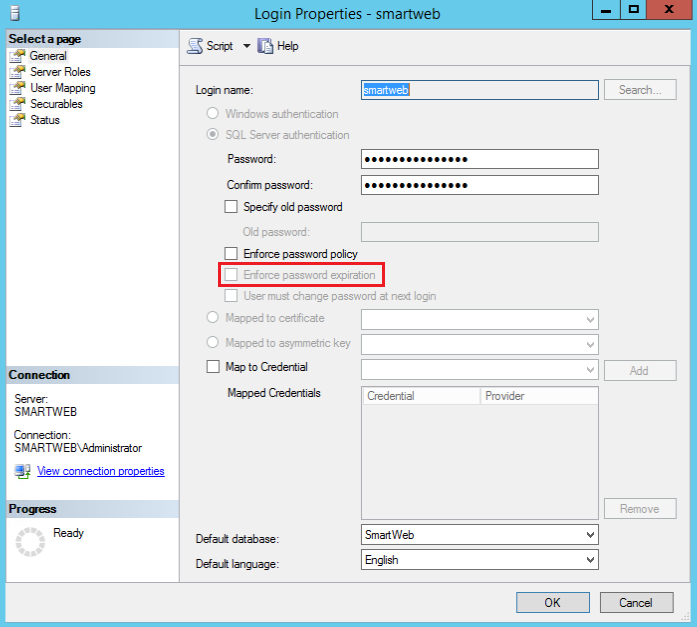 Login Properties - smartweb
Select a page
General
Server Roles
User Mapping
Securables
Status
Connection
Server:
SMARTWEB
Connection:
SMARTWEB\Administrator
View connection properties
Progress
Ready
Script Help
Login name: smartweb Search...
Windows authentication
SQL Server authentication
Password: ●●●●●●●●●●●●●●●
Confirm password: ●●●●●●●●●●●●●●●
Specify old password
Old password:
Enforce password policy
Enforce password expiration
User must change password at next login
Mapped to certificate
Mapped to asymmetric key
Map to Credential Add
Mapped Credentials Credential Provider
Remove
Default database: SmartWeb
Default language: English
OK Cancel